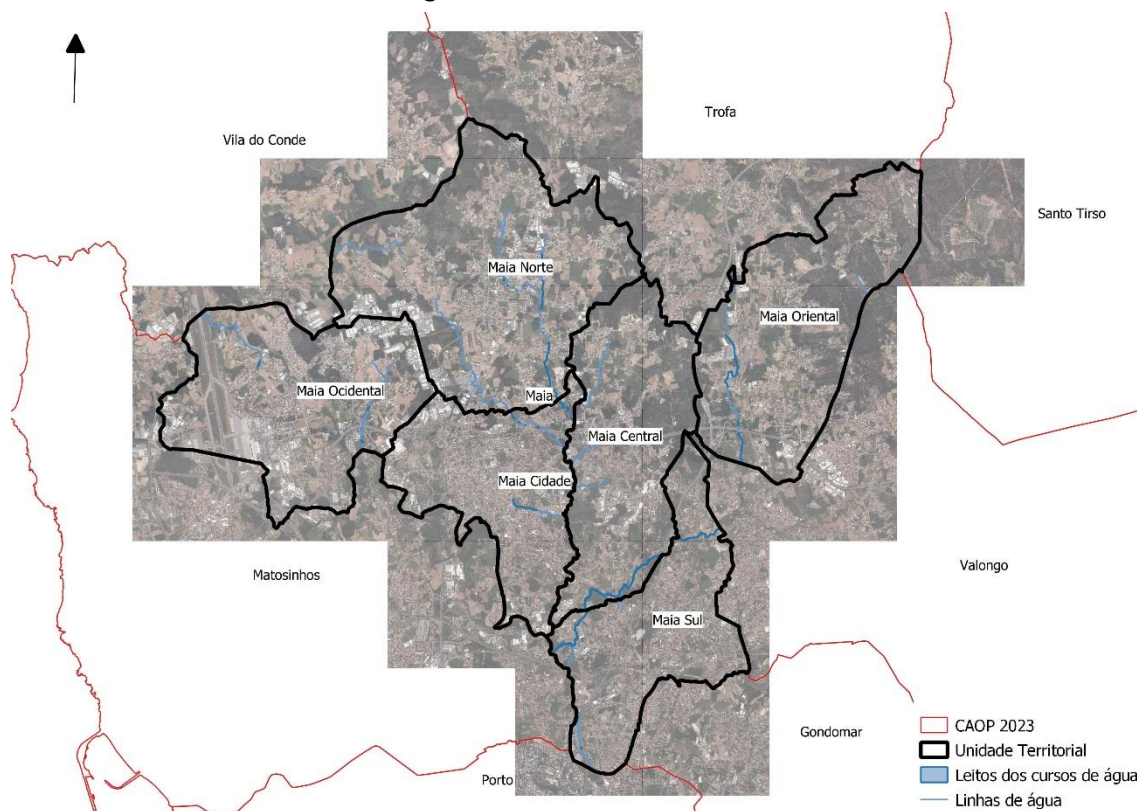 Trofa
Vila do Conde
Santo Tirso
Maia Norte
Maia Oriental
Maia Ocidental
Maia
Maia Central
Maia Cidade
Matosinhos
Valongo
Maia Sul
Gondomar
Porto
CAOP 2023
Unidade Territorial
Leitos dos cursos de água
Linhas de água